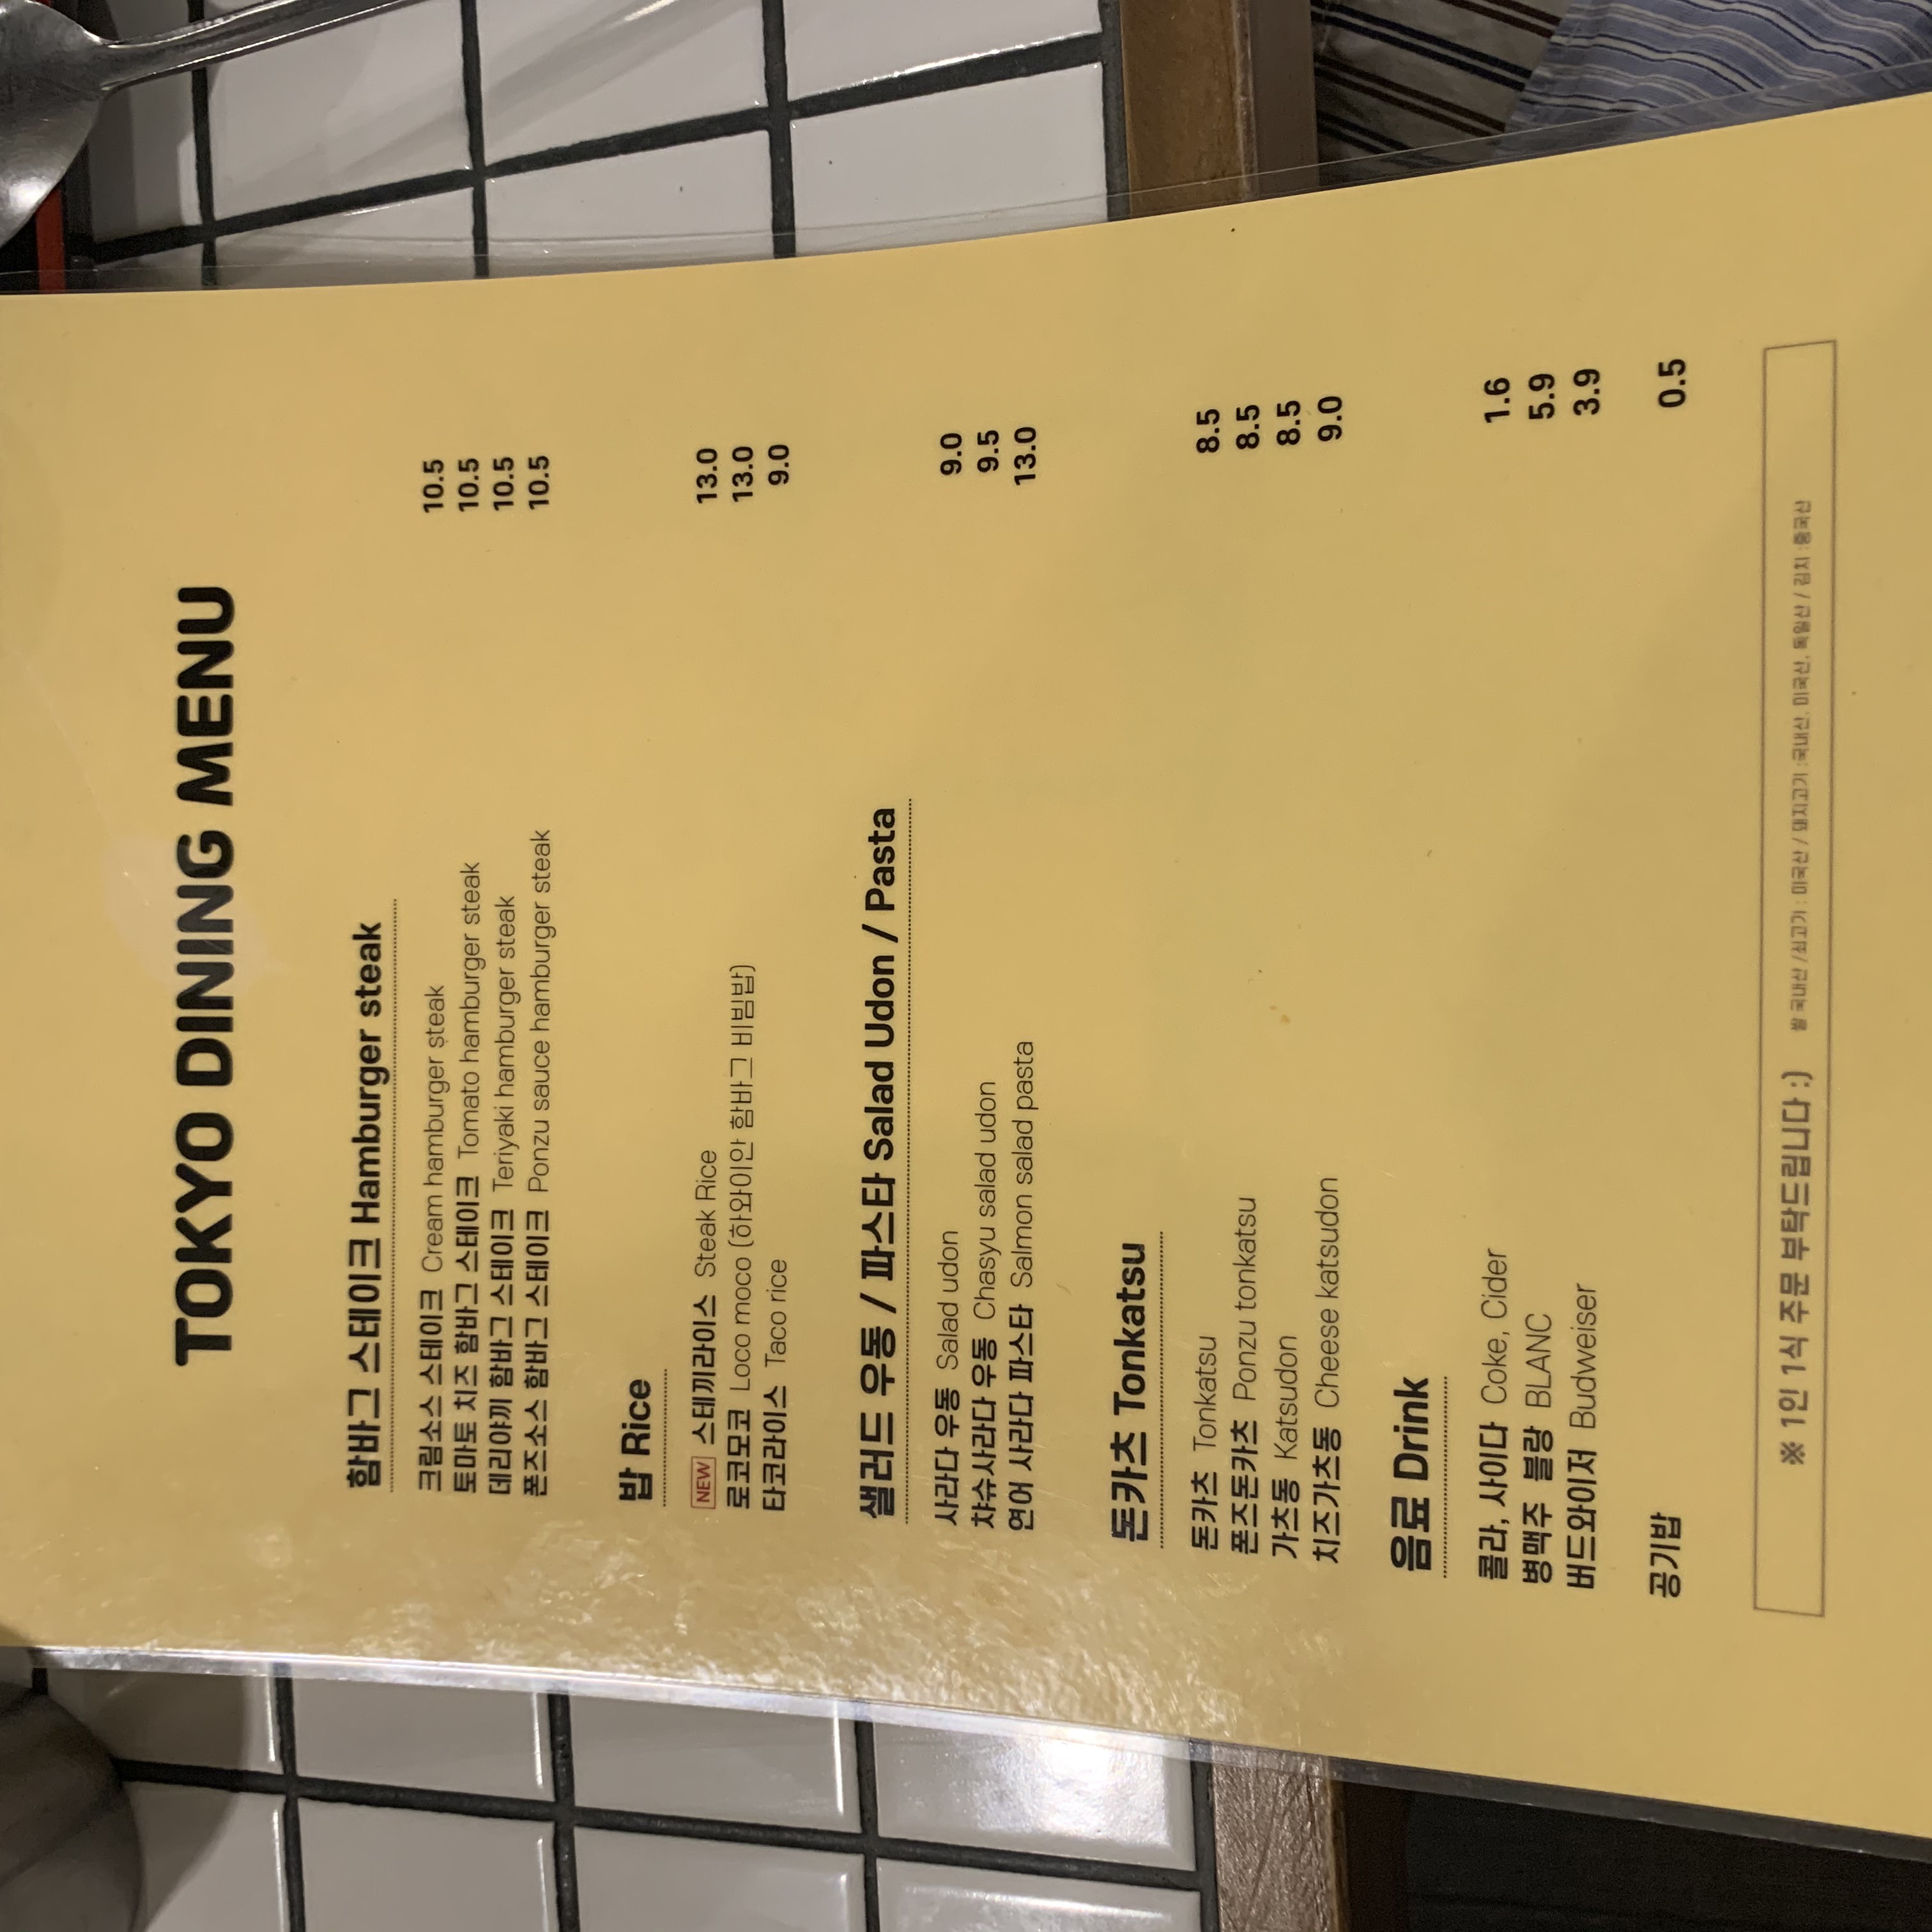 TOKYO DINING MENU
함바그 스테이크 Hamburger steak
크림소스 스테이크 Cream hamburger steak 10.5
토마토 치즈 함바그 스테이크 Tomato hamburger steak 10.5
데리야끼 함바그 스테이크 Teriyaki hamburger steak 10.5
폰즈소스 함바그 스테이크 Ponzu sauce hamburger steak 10.5
밥 Rice
NEW 스테끼라이스 Steak Rice 13.0
로코모코 Loco moco (하와이안 함바그 비빔밥) 13.0
타코라이스 Taco rice 9.0
샐러드 우동 / 파스타 Salad Udon / Pasta
사라다 우동 Salad udon 9.0
챠슈사라다 우동 Chasyu salad udon 9.5
연어 사라다 파스타 Salmon salad pasta 13.0
돈카츠 Tonkatsu
돈카츠 Tonkatsu 8.5
폰즈돈카츠 Ponzu tonkatsu 8.5
가츠동 Katsudon 8.5
치즈가츠동 Cheese katsudon 9.0
음료 Drink
콜라, 사이다 Coke, Cider 1.6
병맥주 블랑 BLANC 5.9
버드와이저 Budweiser 3.9
공기밥 0.5
※ 1인 1식 주문 부탁드립니다 :) 쌀 국내산 /쇠고기 : 미국산 / 돼지고기 :국내산, 미국산, 독일산 / 김치 :중국산